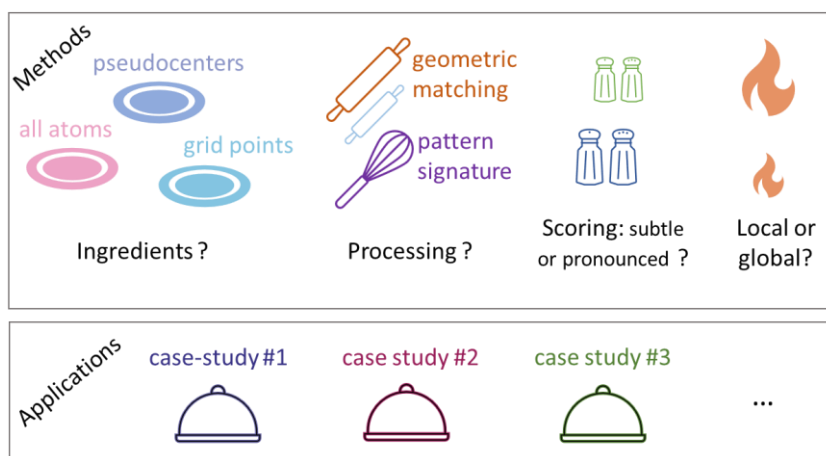 Methods
pseudocenters
all atoms
grid points
Ingredients ?
geometric
matching
pattern
signature
Processing ?
Scoring: subtle
or pronounced ?
Local or
global?
Applications
case-study #1
case study #2
case study #3
...